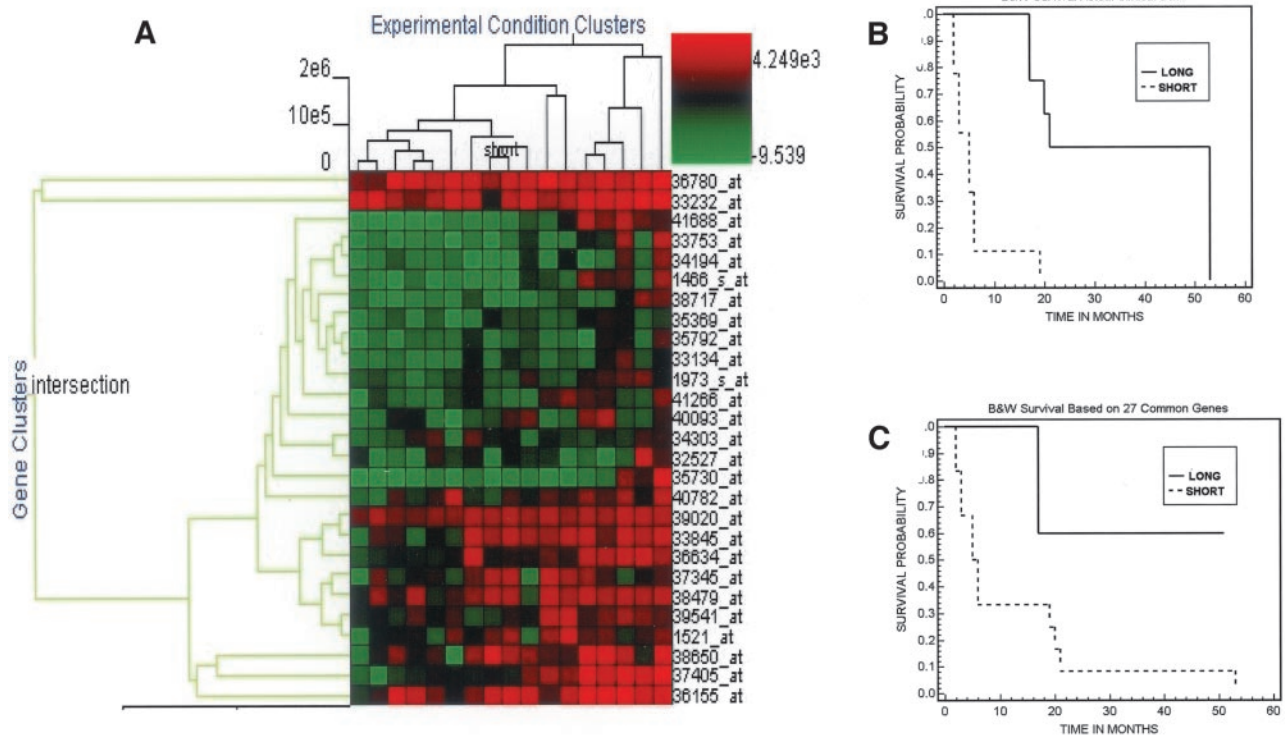 A
Experimental Condition Clusters
2e6
10e5
0
short
4.249e3
-9.539
36780_at
33232_at
41688_at
33753_at
34194_at
1466_s_at
38717_at
35369_at
35792_at
33134_at
1973_s_at
41266_at
40093_at
34303_at
32527_at
35730_at
40782_at
39020_at
33845_at
36634_at
37345_at
38479_at
39541_at
1521_at
38650_at
37405_at
36155_at
Gene Clusters
intersection
B
SURVIVAL PROBABILITY
.0
.9
.8
0.7
0.6
0.5
0.4
0.3
0.2
0.1
0.0
LONG
SHORT
0 10 20 30 40 50 60
TIME IN MONTHS
C
B&W Survival Based on 27 Common Genes
SURVIVAL PROBABILITY
.0
.9
.8
0.7
0.6
0.5
0.4
0.3
0.2
0.1
0.0
LONG
SHORT
0 10 20 30 40 50 60
TIME IN MONTHS